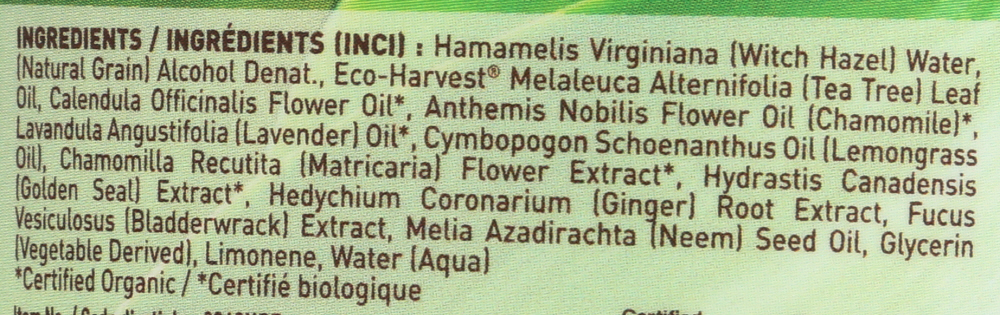 INGREDIENTS / INGRÉDIENTS (INCI) : Hamamelis Virginiana (Witch Hazel) Water,
(Natural Grain) Alcohol Denat., Eco-Harvest® Melaleuca Alternifolia (Tea Tree) Leaf
Oil, Calendula Officinalis Flower Oil*, Anthemis Nobilis Flower Oil (Chamomile)*,
Lavandula Angustifolia (Lavender) Oil*, Cymbopogon Schoenanthus Oil (Lemongrass
Oil), Chamomilla Recutita (Matricaria) Flower Extract*, Hydrastis Canadensis
(Golden Seal) Extract*, Hedychium Coronarium (Ginger) Root Extract, Fucus
Vesiculosus (Bladderwrack) Extract, Melia Azadirachta (Neem) Seed Oil, Glycerin
(Vegetable Derived), Limonene, Water (Aqua)
*Certified Organic / *Certifié biologique
Certified